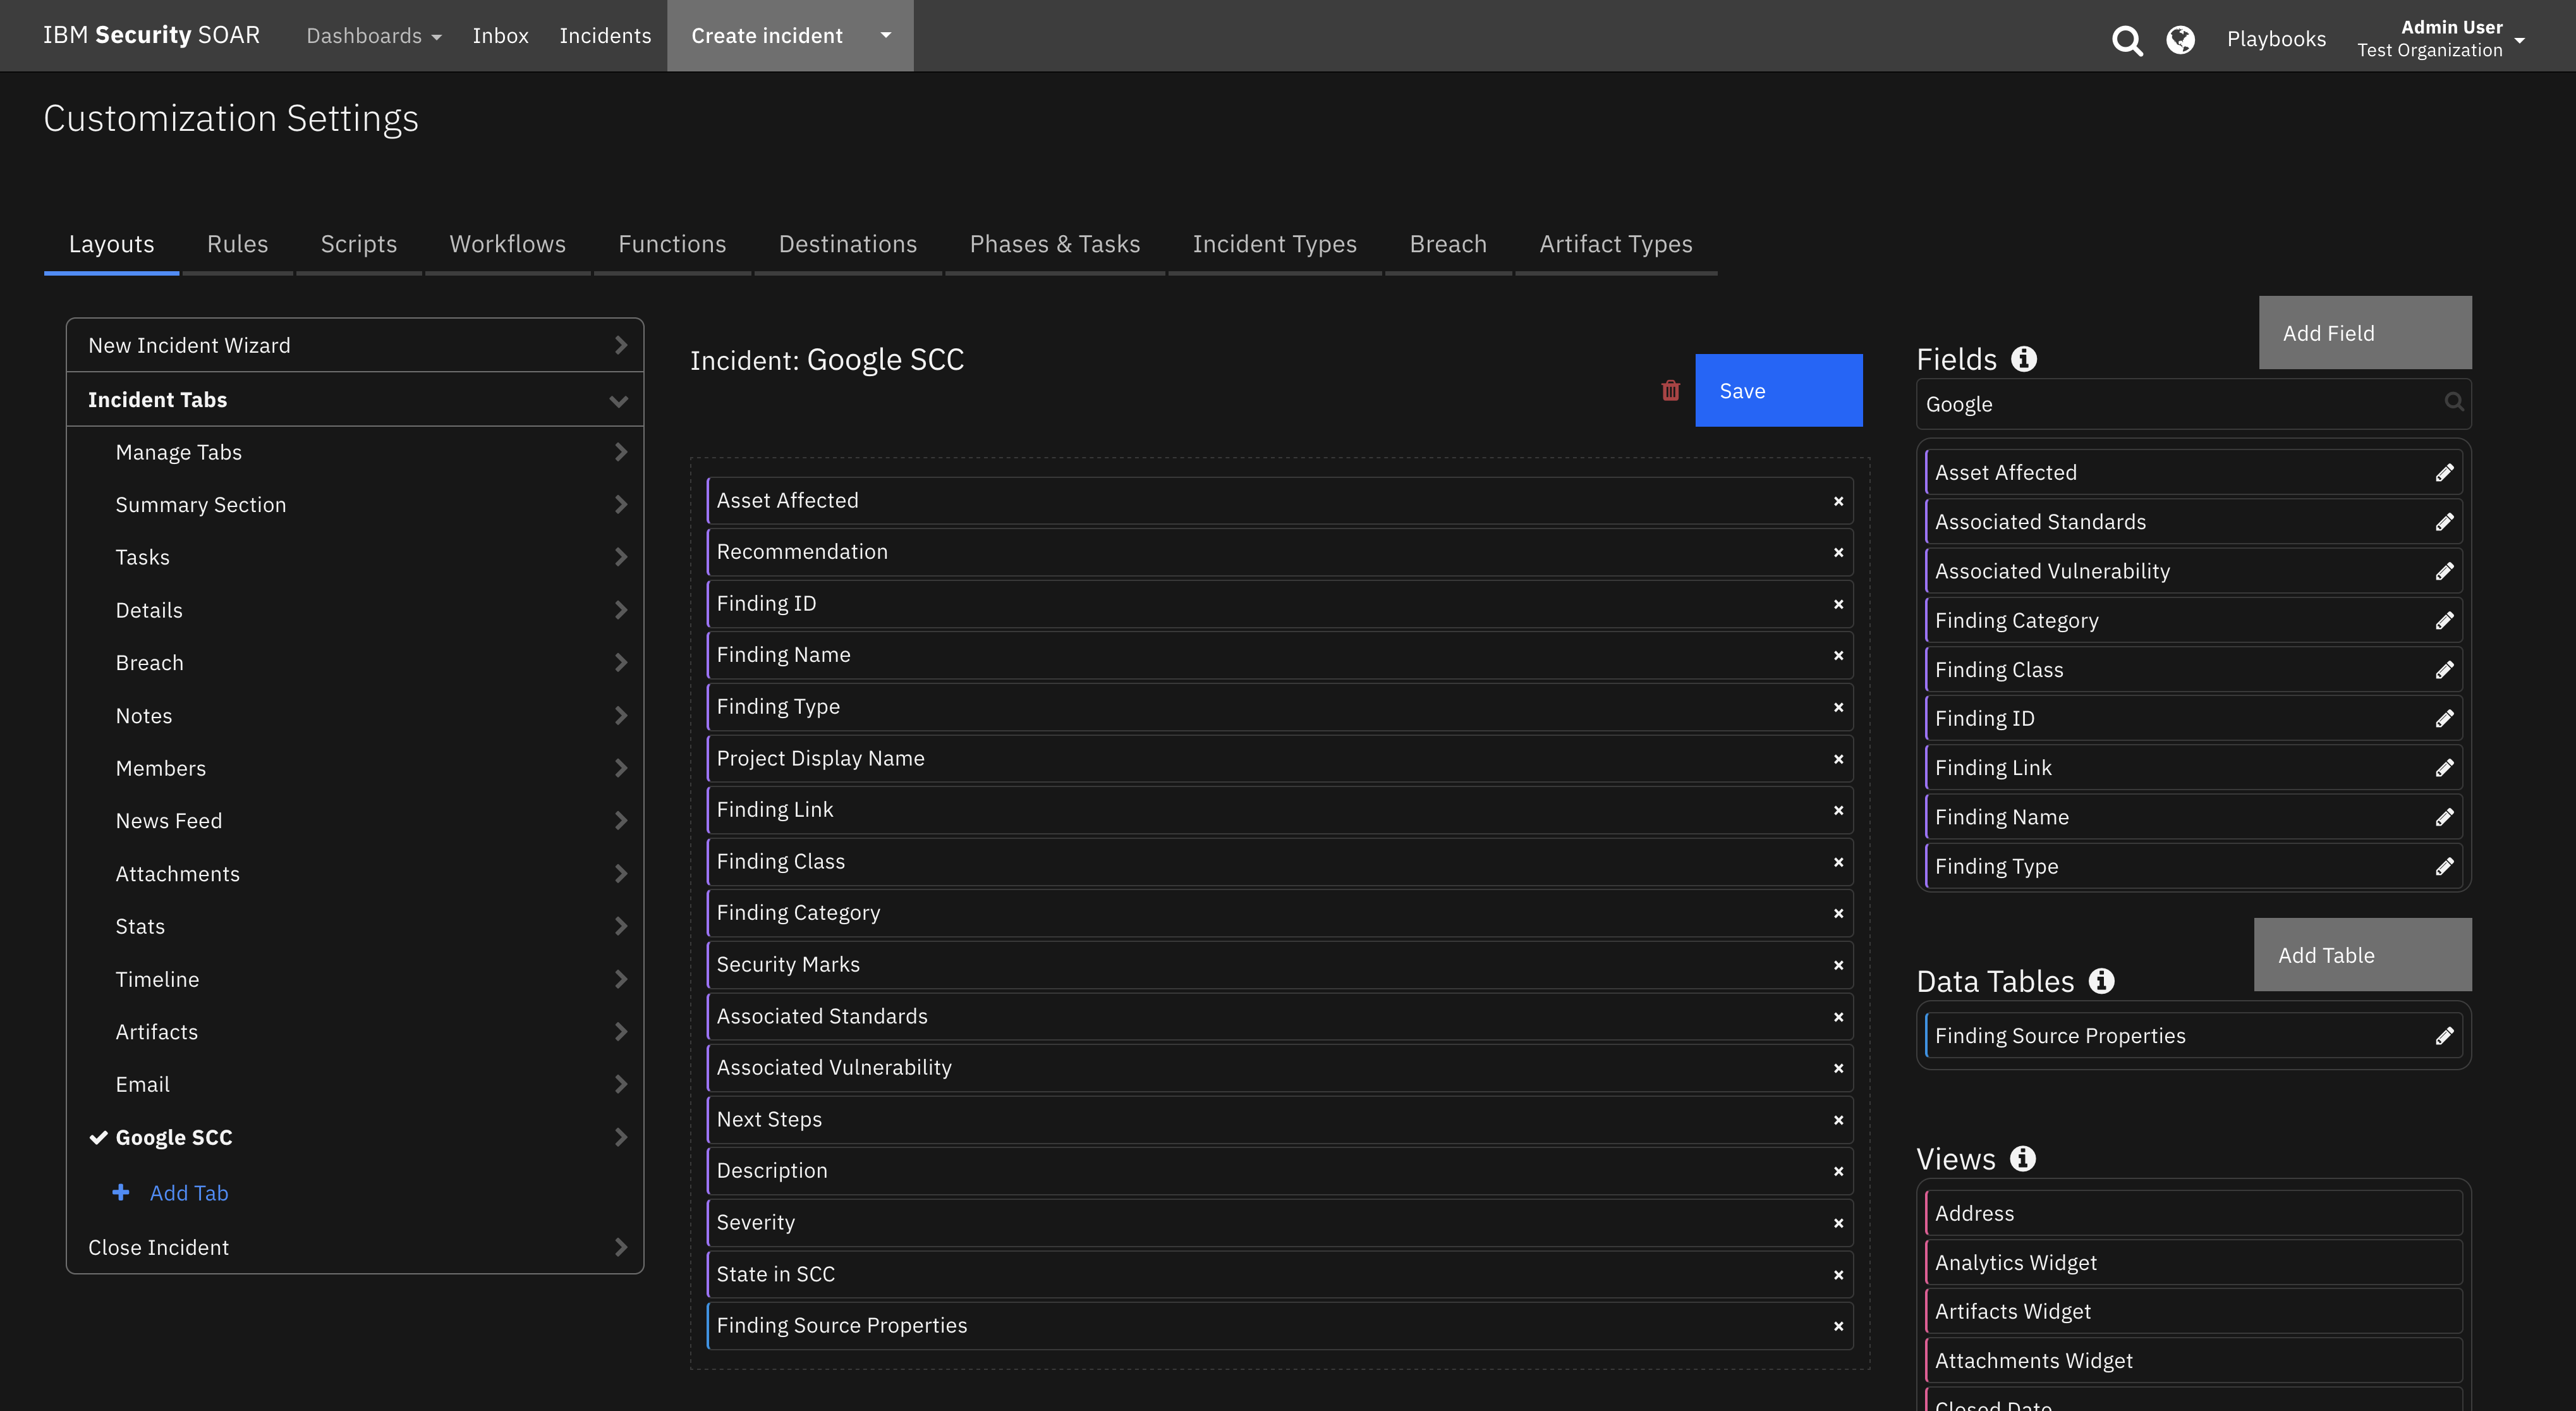 IBM Security SOAR
Dashboards
Inbox
Incidents
Create incident
Playbooks
Admin User
Test Organization
Customization Settings
Layouts
Rules
Scripts
Workflows
Functions
Destinations
Phases & Tasks
Incident Types
Breach
Artifact Types
New Incident Wizard
Incident Tabs
Manage Tabs
Summary Section
Tasks
Details
Breach
Notes
Members
News Feed
Attachments
Stats
Timeline
Artifacts
Email
Google SCC
Add Tab
Close Incident
Incident: Google SCC
Save
Asset Affected
Recommendation
Finding ID
Finding Name
Finding Type
Project Display Name
Finding Link
Finding Class
Finding Category
Security Marks
Associated Standards
Associated Vulnerability
Next Steps
Description
Severity
State in SCC
Finding Source Properties
Add Field
Fields
Google
Asset Affected
Associated Standards
Associated Vulnerability
Finding Category
Finding Class
Finding ID
Finding Link
Finding Name
Finding Type
Add Table
Data Tables
Finding Source Properties
Views
Address
Analytics Widget
Artifacts Widget
Attachments Widget
Closed Date